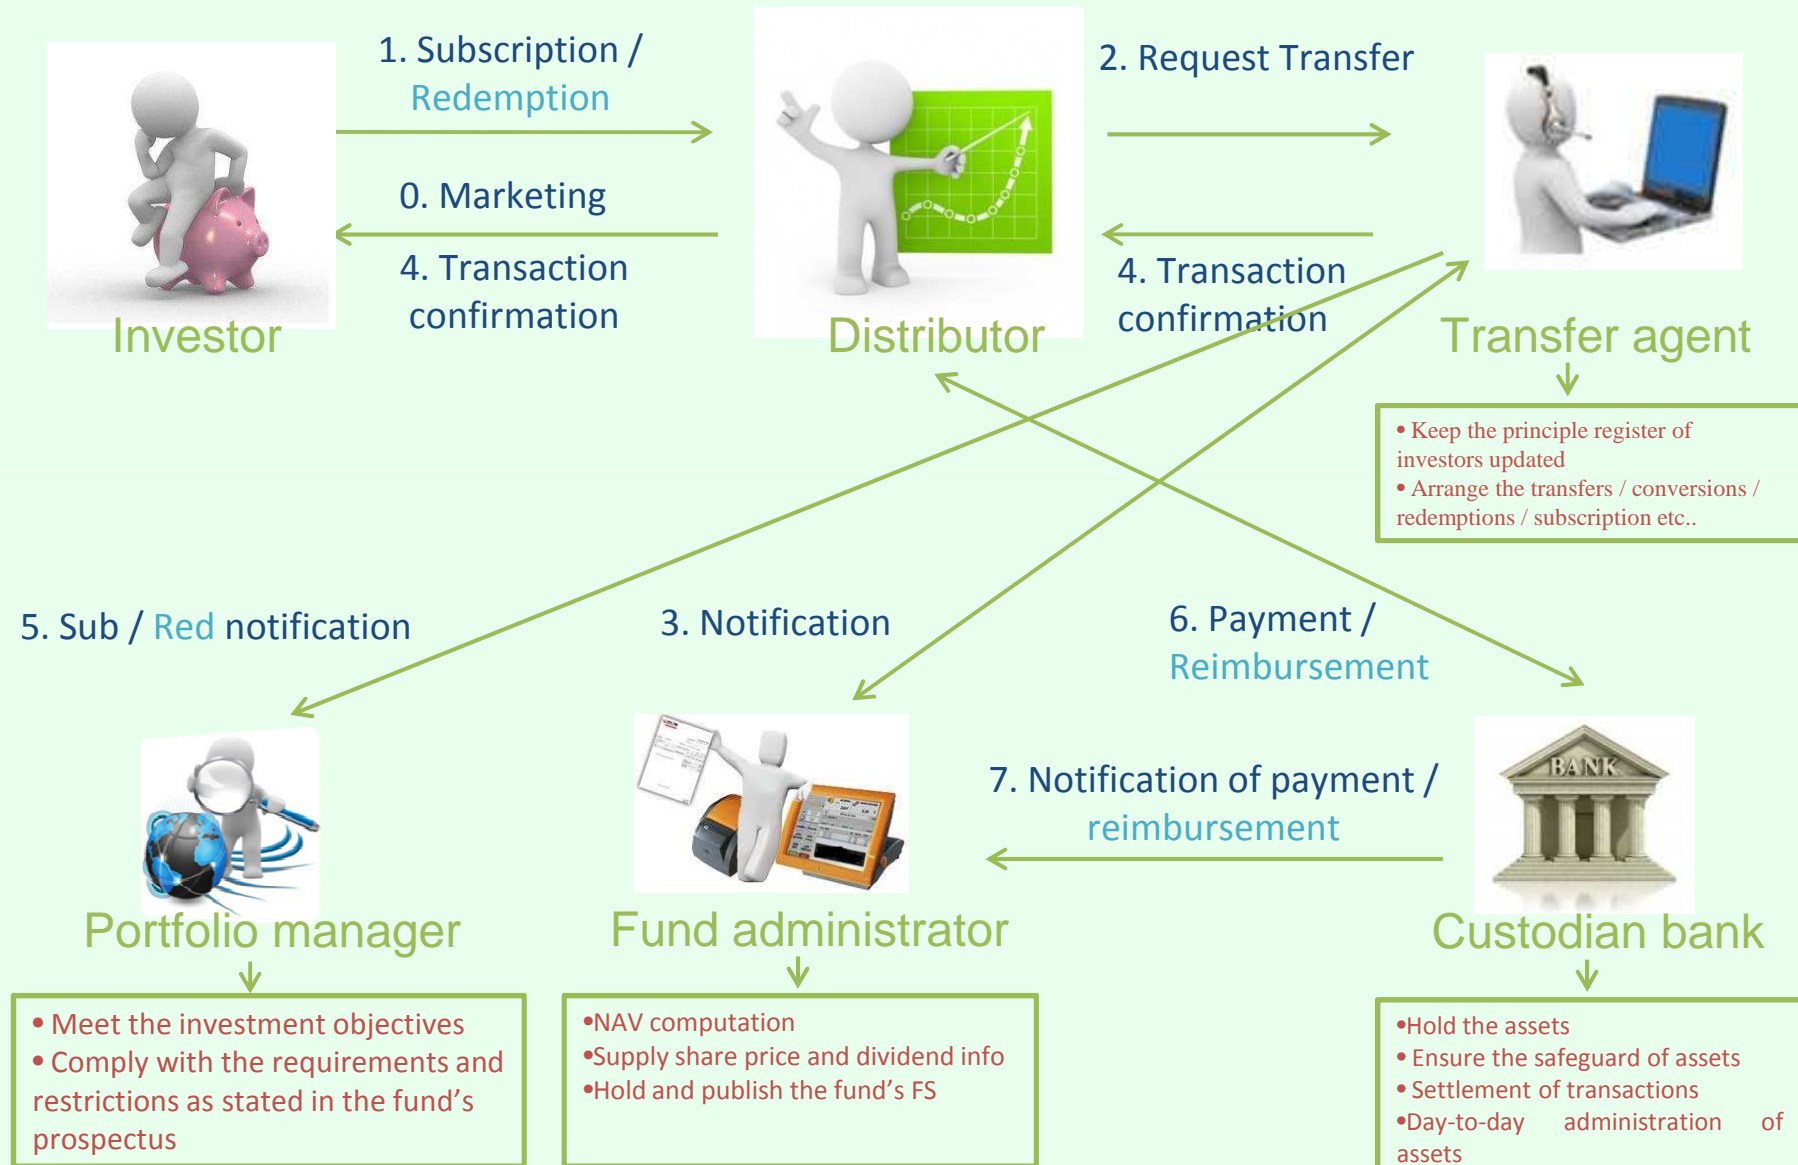 1. Subscription /
Redemption
2. Request Transfer
0. Marketing
4. Transaction
confirmation
4. Transaction
confirmation
Investor
Distributor
Transfer agent
• Keep the principle register of
investors updated
• Arrange the transfers / conversions /
redemptions / subscription etc..
5. Sub / Red notification
3. Notification
6. Payment /
Reimbursement
7. Notification of payment /
reimbursement
BANK
Portfolio manager
Fund administrator
Custodian bank
• Meet the investment objectives
• Comply with the requirements and
restrictions as stated in the fund's
prospectus
•NAV computation
•Supply share price and dividend info
•Hold and publish the fund's FS
•Hold the assets
• Ensure the safeguard of assets
• Settlement of transactions
•Day-to-day administration of
assets